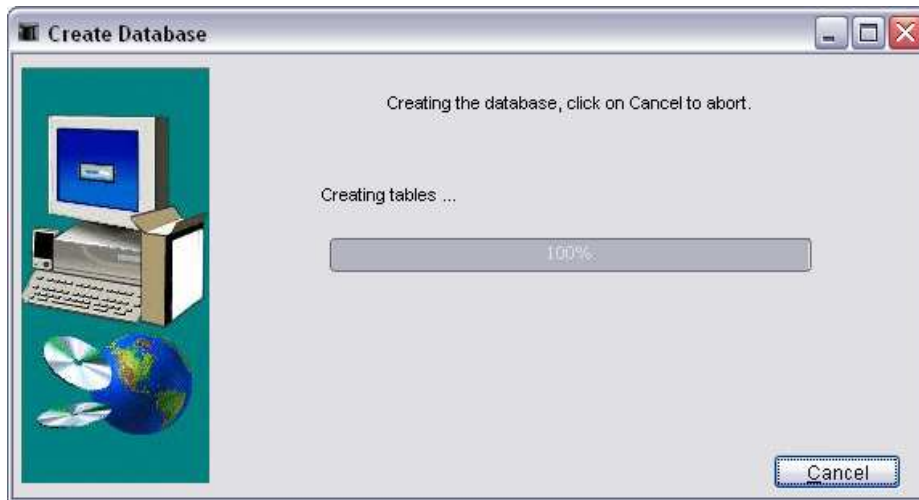 Create Database
Creating the database, click on Cancel to abort.
Creating tables ...
100%
Cancel